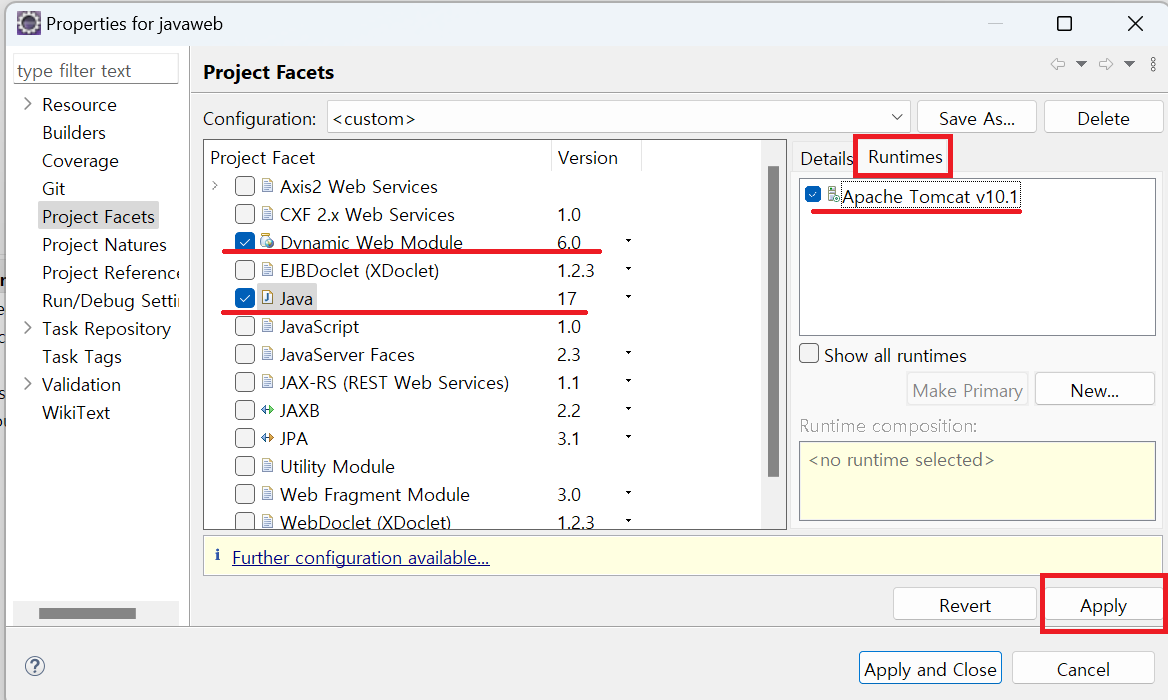 Properties for javaweb
type filter text
Resource
Builders
Coverage
Git
Project Facets
Project Natures
Project Reference
Run/Debug Setti
Task Repository
Task Tags
Validation
WikiText
Project Facets
Configuration: <custom> Save As... Delete
Project Facet Version
Axis2 Web Services
CXF 2.x Web Services 1.0
Dynamic Web Module 6.0
EJBDoclet (XDoclet) 1.2.3
Java 17
JavaScript 1.0
JavaServer Faces 2.3
JAX-RS (REST Web Services) 1.1
JAXB 2.2
JPA 3.1
Utility Module
Web Fragment Module 3.0
WebDoclet (XDoclet) 1.2.3
Details Runtimes
Apache Tomcat v10.1
Show all runtimes
Make Primary New...
Runtime composition:
<no runtime selected>
Further configuration available...
Revert Apply
Apply and Close Cancel